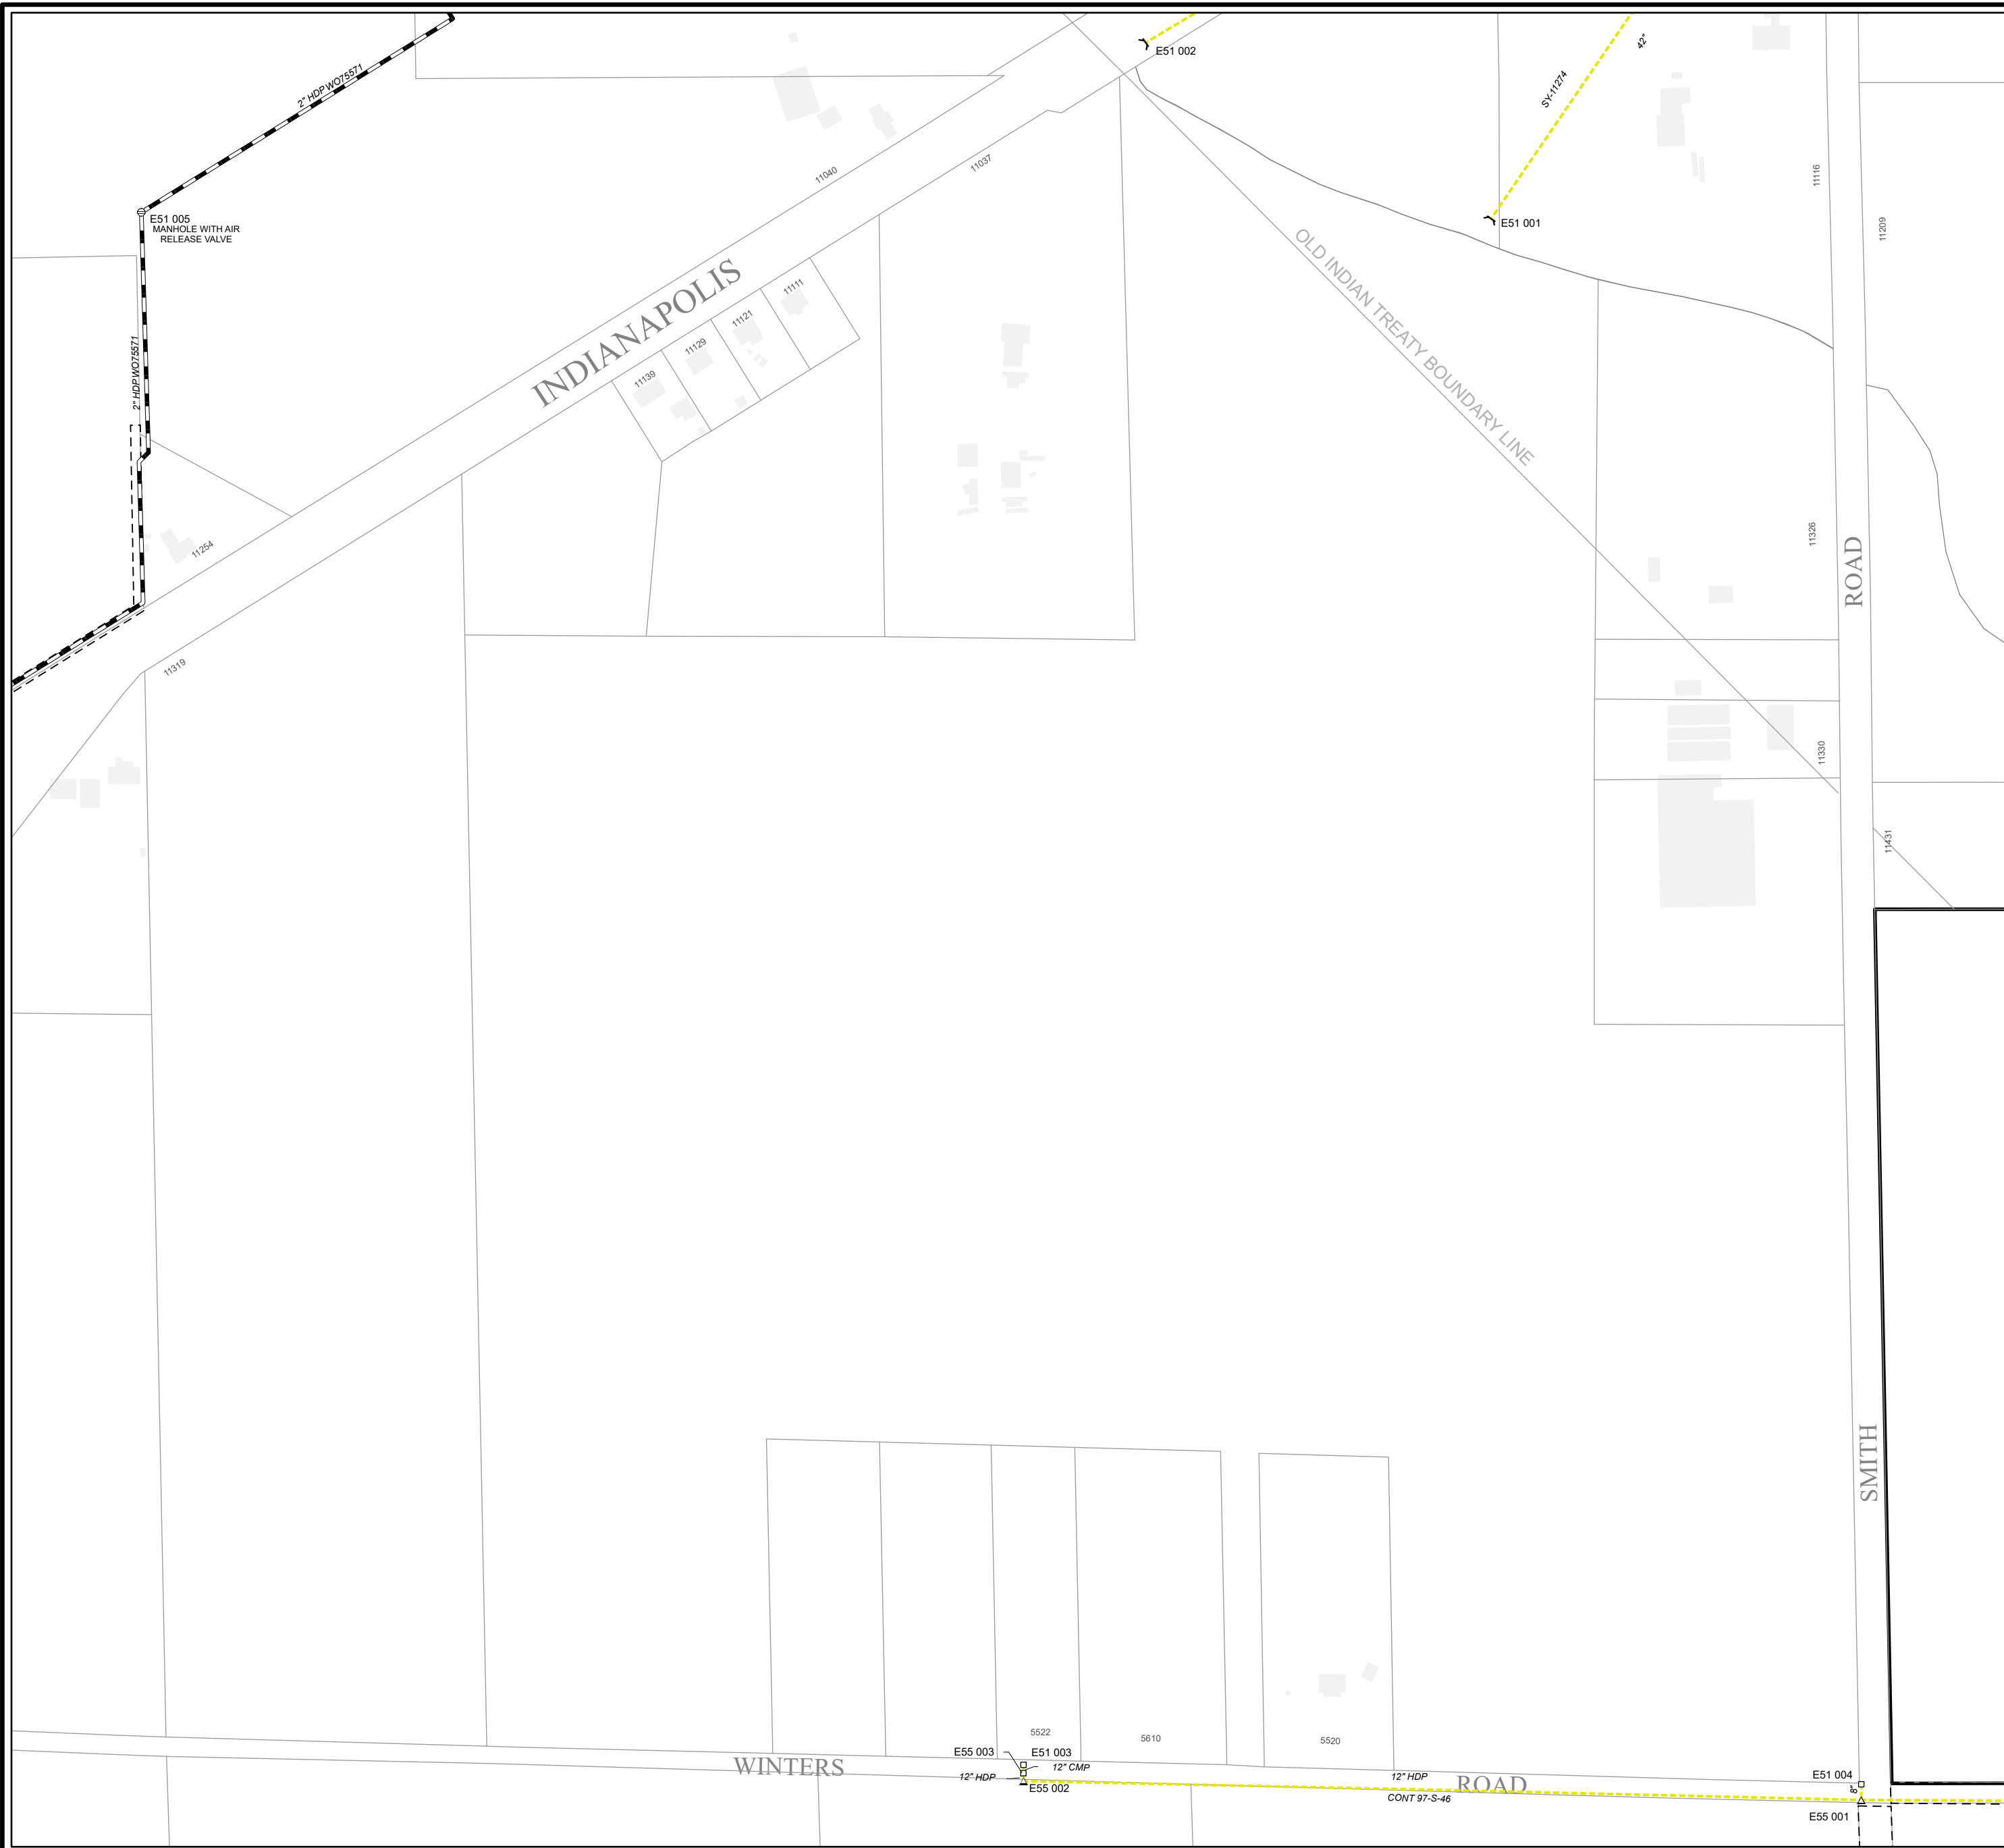 E51 002
42"
SY-11274
2" HDP WO75571
E51 005
MANHOLE WITH AIR
RELEASE VALVE
11040
11037
11116
11209
E51 001
OLD INDIAN TREATY BOUNDARY LINE
INDIANAPOLIS
11111
11121
11129
11139
2" HDP WO75571
11254
11326
ROAD
11319
11330
11431
SMITH
5522
5610
5520
E55 003
E51 003
WINTERS
12" CMP
12" HDP
E55 002
12" HDP
ROAD
CONT 97-S-46
E51 004
8"
E55 001